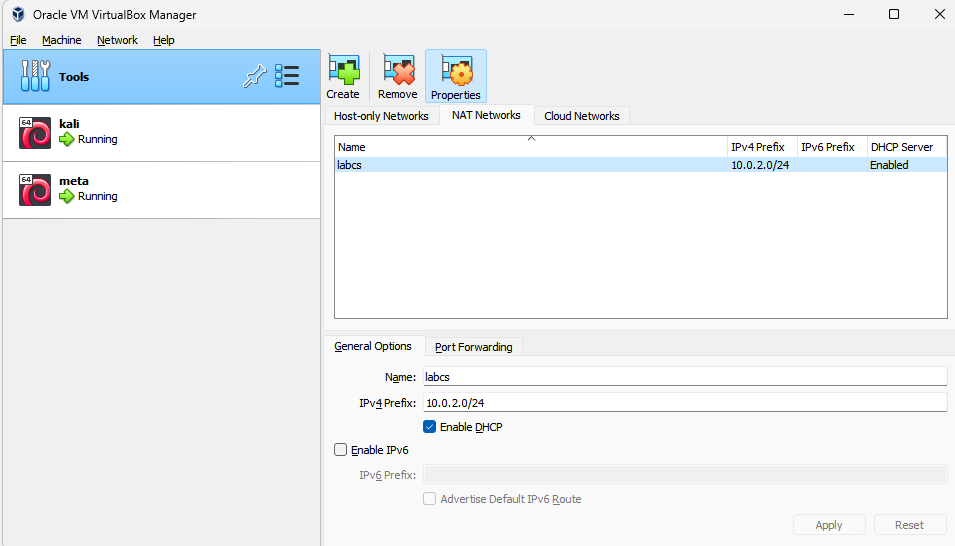 Oracle VM VirtualBox Manager
File Machine Network Help
Tools
64
kali
Running
64
meta
Running
Create Remove Properties
Host-only Networks NAT Networks Cloud Networks
Name IPv4 Prefix IPv6 Prefix DHCP Server
labcs 10.0.2.0/24 Enabled
General Options Port Forwarding
Name: labcs
IPv4 Prefix: 10.0.2.0/24
Enable DHCP
Enable IPv6
IPv6 Prefix:
Advertise Default IPv6 Route
Apply Reset